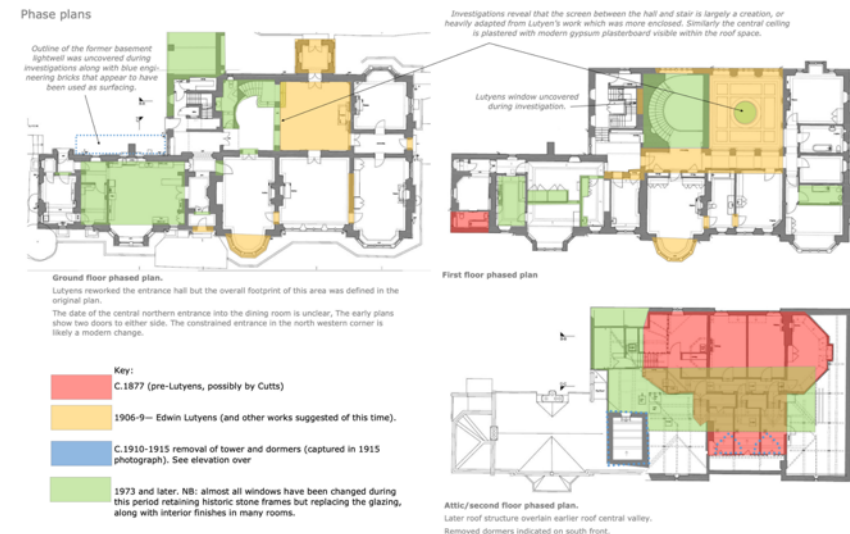 Phase plans
Outline of the former basement
lightwell was uncovered during
investigations along with blue engi-
neering bricks that appear to have
been used as surfacing.
Investigations reveal that the screen between the hall and stair is largely a creation, or
heavily adapted from Lutyen's work which was more enclosed. Similarly the central ceiling
is plastered with modern gypsum plasterboard visible within the roof space.
Lutyens window uncovered
during investigation.
Ground floor phased plan.
Lutyens reworked the entrance hall but the overall footprint of this area was defined in the
original plan.
The date of the central northern entrance into the dining room is unclear, The early plans
show two doors to either side. The constrained entrance in the north western corner is
likely a modern change.
First floor phased plan
Key:
C.1877 (pre-Lutyens, possibly by Cutts)
1906-9— Edwin Lutyens (and other works suggested of this time).
C.1910-1915 removal of tower and dormers (captured in 1915
photograph). See elevation over
1973 and later. NB: almost all windows have been changed during
this period retaining historic stone frames but replacing the glazing,
along with interior finishes in many rooms.
Attic/second floor phased plan.
Later roof structure overlain earlier roof central valley.
Removed dormers indicated on south front.